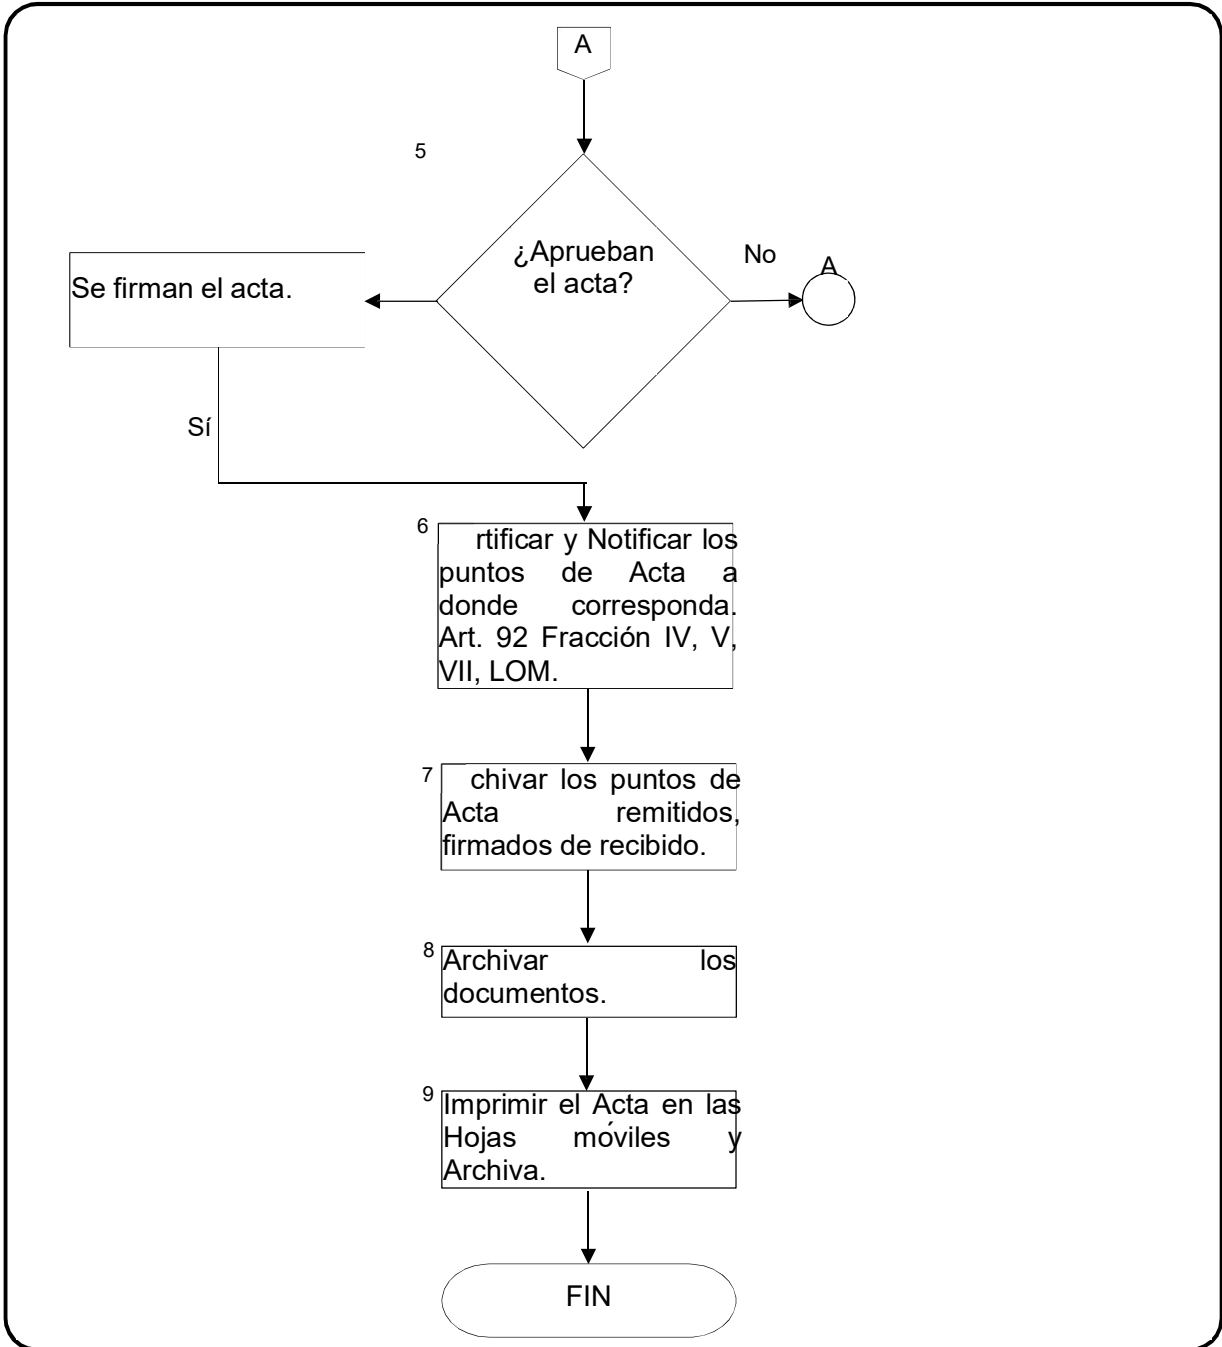 A
5
¿Aprueban
el acta?
No
A
Se firman el acta.
Sí
6
rtificar y Notificar los
puntos de Acta a
donde corresponda.
Art. 92 Fracción IV, V,
VII, LOM.
7
chivar los puntos de
Acta remitidos,
firmados de recibido.
8
Archivar los
documentos.
9
Imprimir el Acta en las
Hojas móviles y
Archiva.
FIN